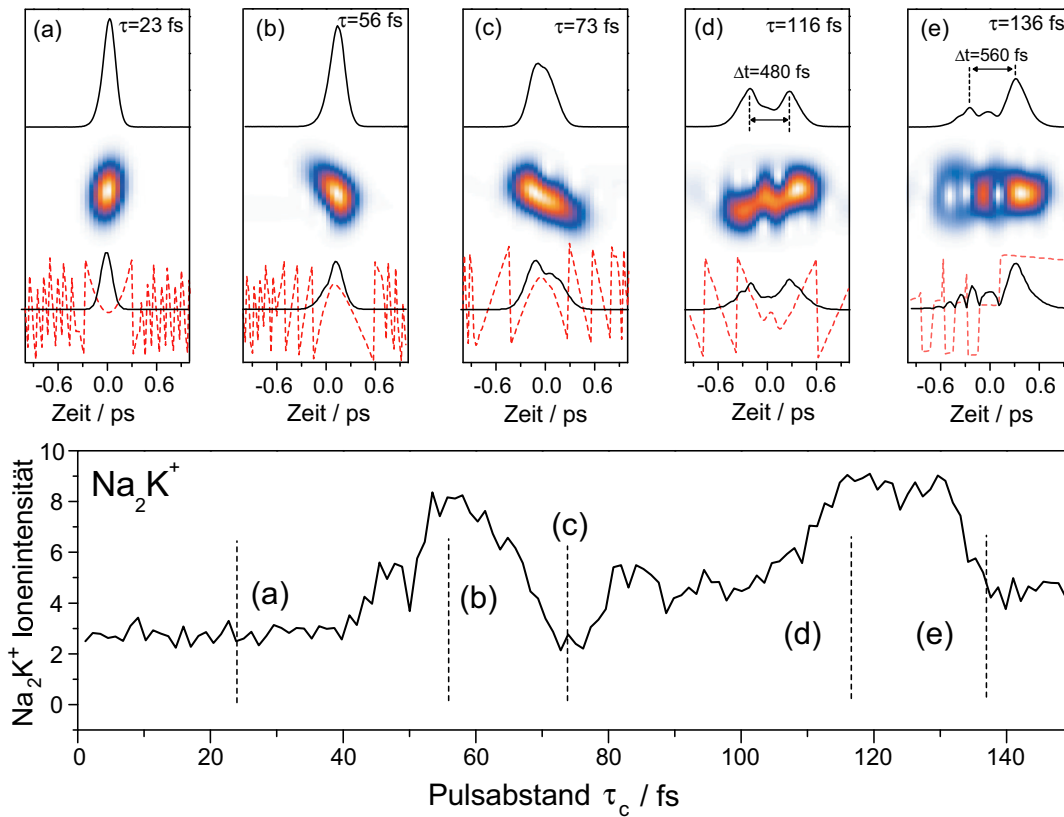 (a) τ=23 fs
(b) τ=56 fs
(c) τ=73 fs
(d) τ=116 fs
(e) τ=136 fs
Δt=480 fs
Δt=560 fs
-0.6 0.0 0.6
-0.6 0.0 0.6
-0.6 0.0 0.6
-0.6 0.0 0.6
-0.6 0.0 0.6
Zeit / ps
Zeit / ps
Zeit / ps
Zeit / ps
Zeit / ps
Na₂K⁺ Ionenintensität
10
8
6
4
2
0
Na₂K⁺
(a)
(b)
(c)
(d)
(e)
0 20 40 60 80 100 120 140
Pulsabstand τ_c / fs